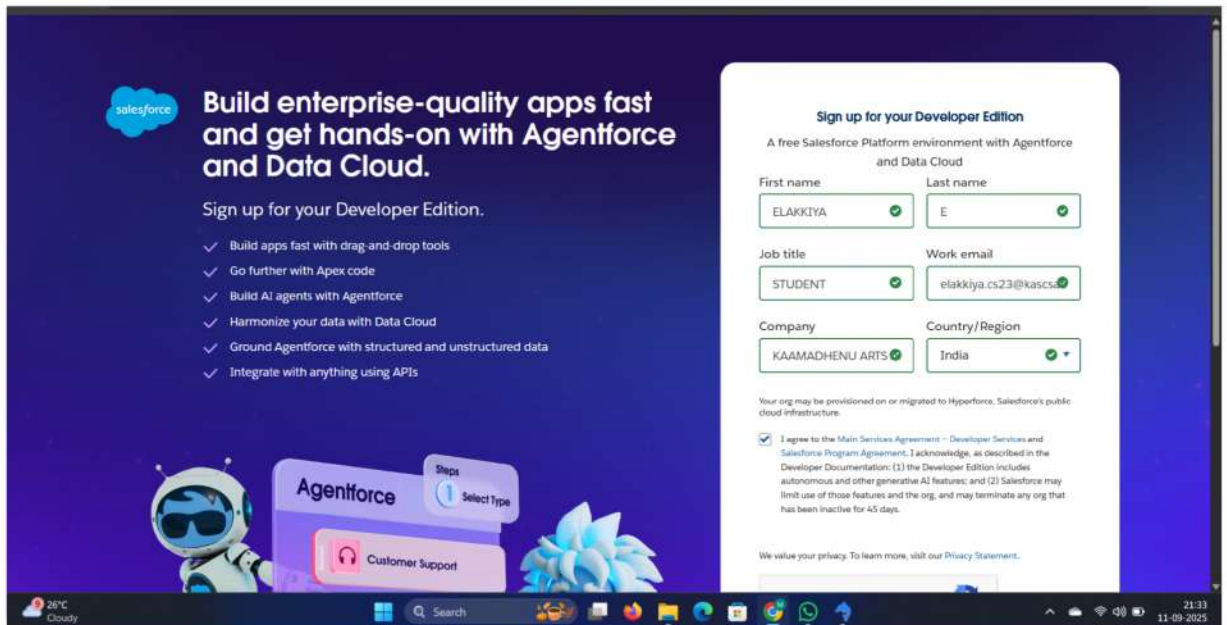 salesforce
Build enterprise-quality apps fast
and get hands-on with Agentforce
and Data Cloud.
Sign up for your Developer Edition.
Build apps fast with drag-and-drop tools
Go further with Apex code
Build AI agents with Agentforce
Harmonize your data with Data Cloud
Ground Agentforce with structured and unstructured data
Integrate with anything using APIs
Agentforce
Steps
1 Select Type
Customer Support
Sign up for your Developer Edition
A free Salesforce Platform environment with Agentforce
and Data Cloud
First name Last name
ELAKKIYA E
Job title Work email
STUDENT elakkiya.cs23@kascsa
Company Country/Region
KAAMADHENU ARTS India
Your org may be provisioned on or migrated to Hyperforce, Salesforce's public
cloud infrastructure.
I agree to the Main Services Agreement – Developer Services and
Salesforce Program Agreement. I acknowledge, as described in the
Developer Documentation: (1) the Developer Edition includes
autonomous and other generative AI features; and (2) Salesforce may
limit use of those features and the org, and may terminate any org that
has been inactive for 45 days.
We value your privacy. To learn more, visit our Privacy Statement.
26°C
Cloudy
Search
21:33
11-09-2025